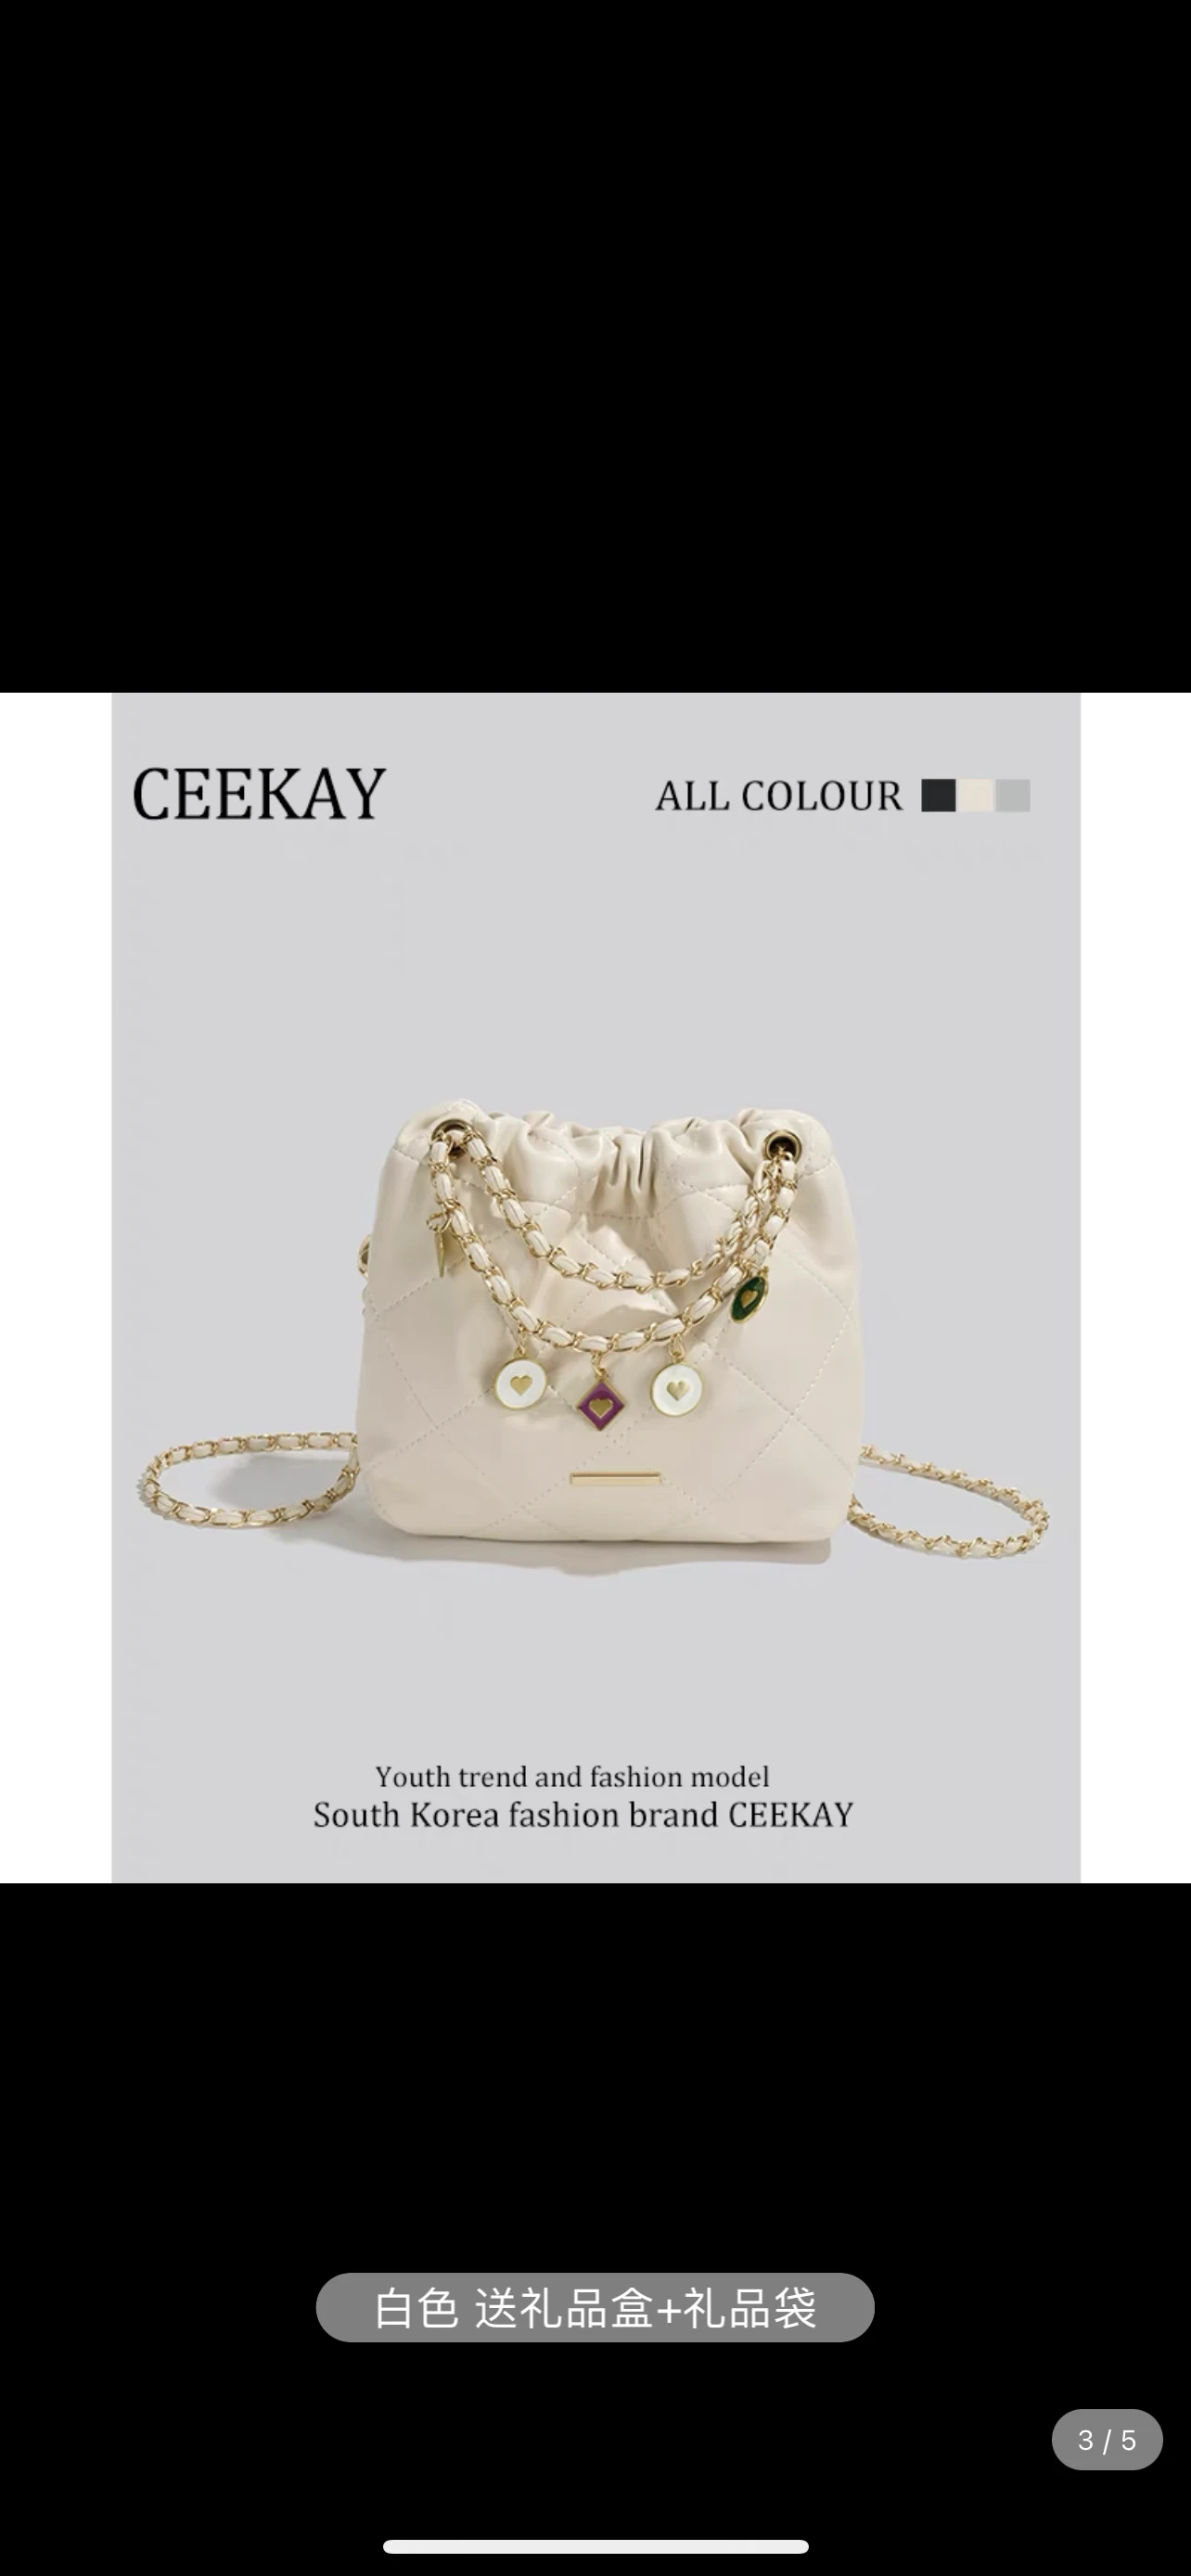 CEEKAY
ALL COLOUR
Youth trend and fashion model
South Korea fashion brand CEEKAY
白色 送礼品盒+礼品袋
3 / 5